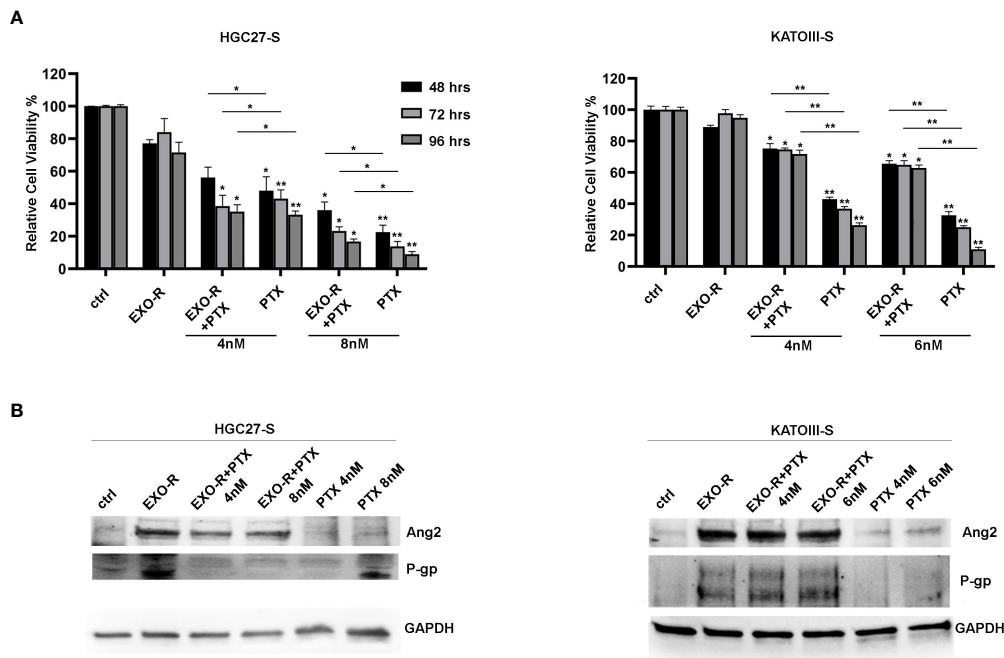 A
HGC27-S
Relative Cell Viability %
120
100
80
60
40
20
0
* * * * * *
* * * ** ** * * * ** ** **
48 hrs
72 hrs
96 hrs
ctrl
EXO-R
EXO-R
+PTX
PTX
EXO-R
+PTX
PTX
4nM
8nM
KATOIII-S
Relative Cell Viability %
120
100
80
60
40
20
0
** ** ** ** ** **
* * * ** ** ** * * * ** ** **
ctrl
EXO-R
EXO-R
+PTX
PTX
EXO-R
+PTX
PTX
4nM
6nM
B
HGC27-S
ctrl
EXO-R
EXO-R+PTX
4nM
EXO-R+PTX
8nM
PTX 4nM
PTX 8nM
Ang2
P-gp
GAPDH
KATOIII-S
ctrl
EXO-R
EXO-R+PTX
4nM
EXO-R+PTX
6nM
PTX 4nM
PTX 6nM
Ang2
P-gp
GAPDH